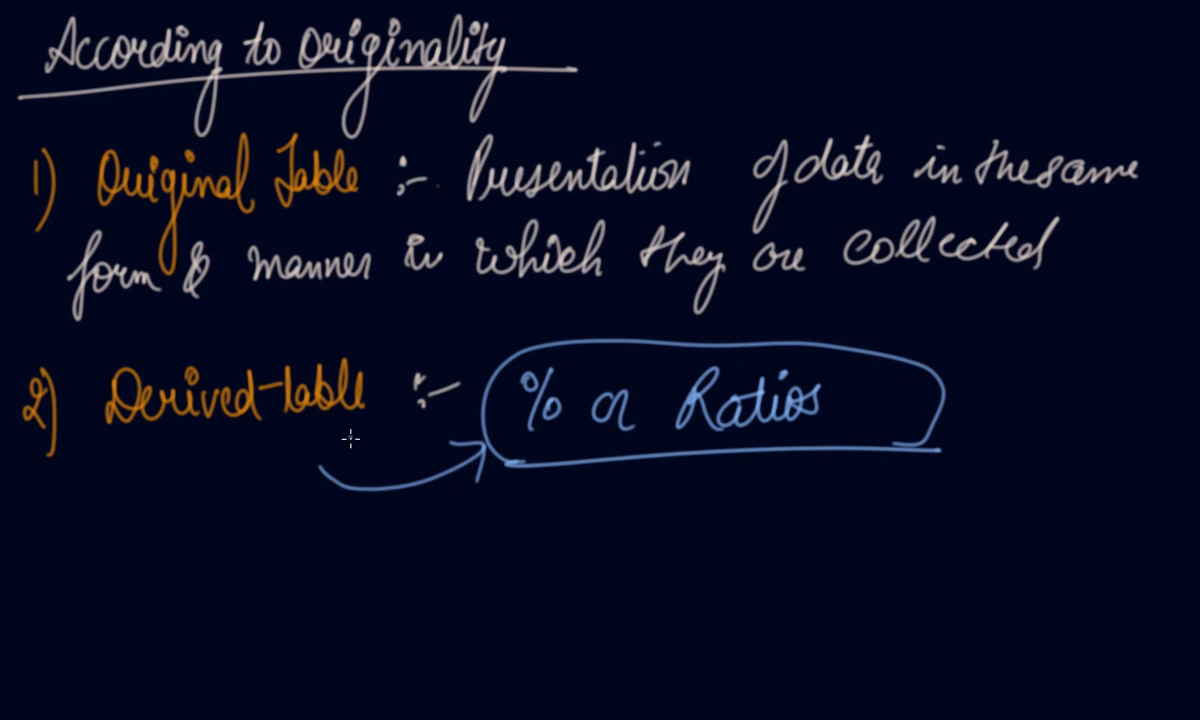 According to Originality
1) Original Table :- Presentation of data in the same
form & manner in which they are collected
2) Derived-table :- % or Ratios